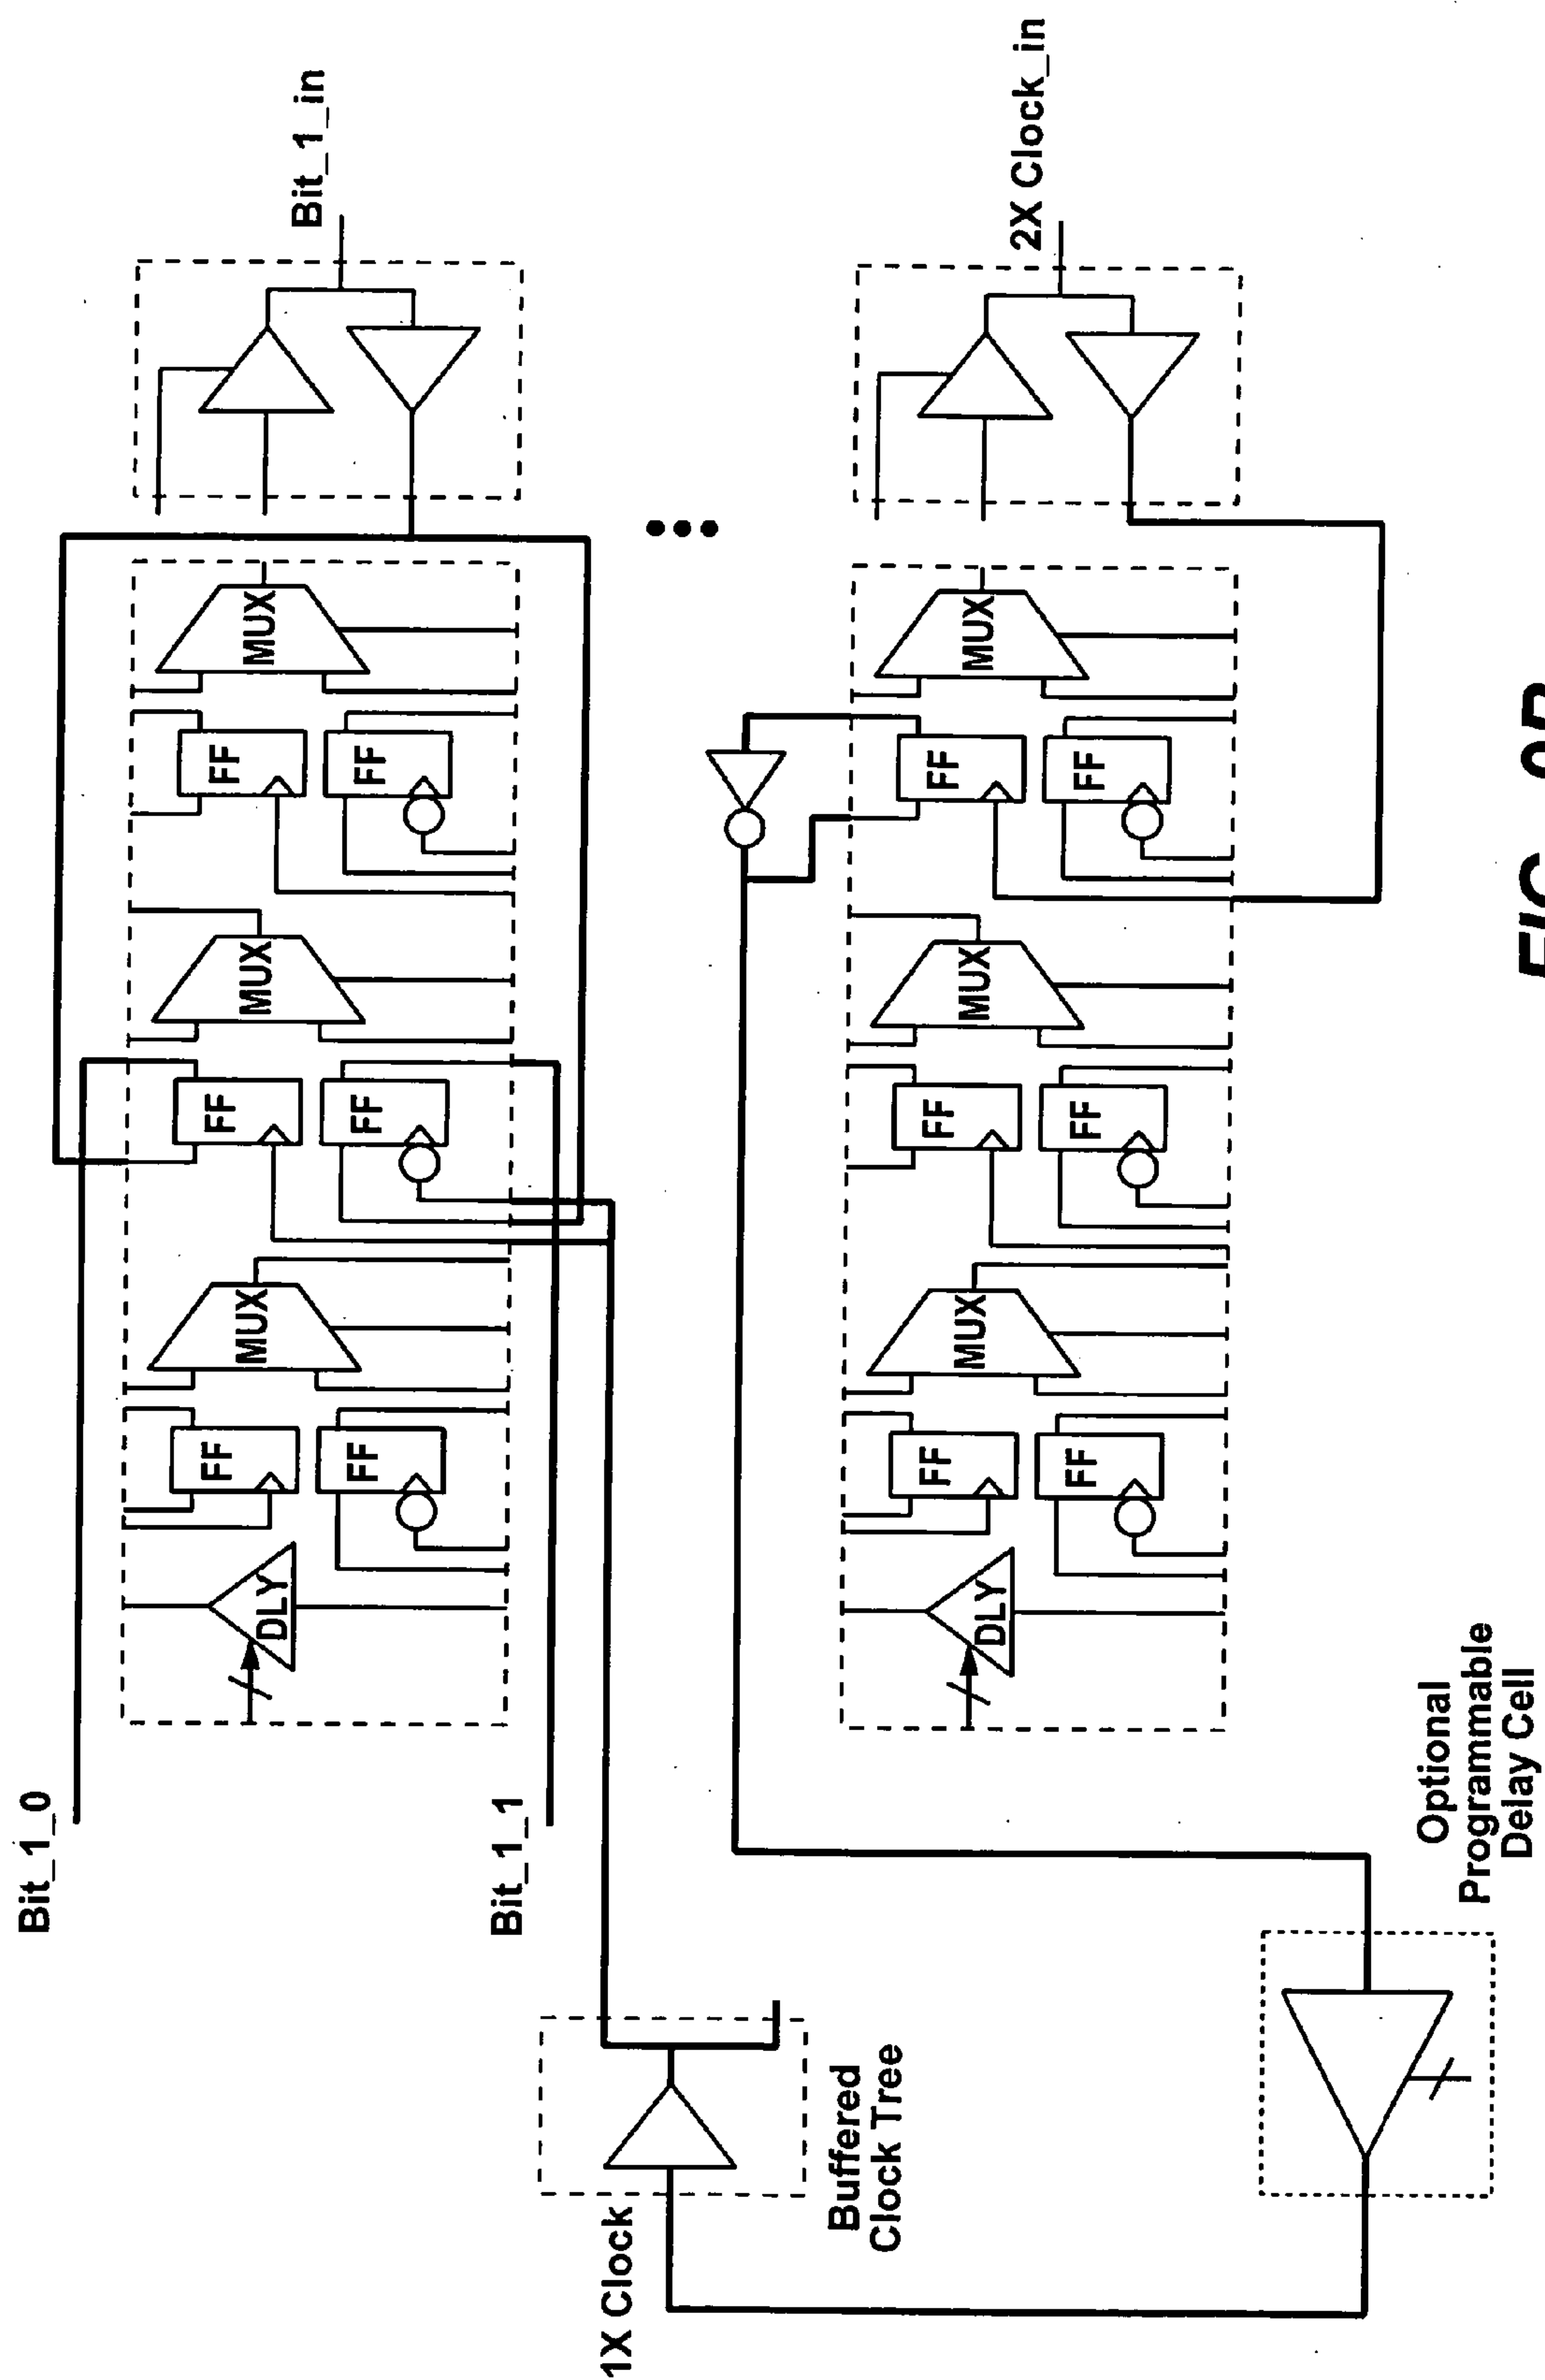 Bit_1_0
DLY
FF
FF
MUX
FF
FF
MUX
FF
FF
MUX
Bit_1_in
Bit_1_1
1X Clock
Buffered
Clock Tree
DLY
FF
FF
MUX
FF
FF
MUX
FF
FF
MUX
2X Clock_in
Optional
Programmable
Delay Cell